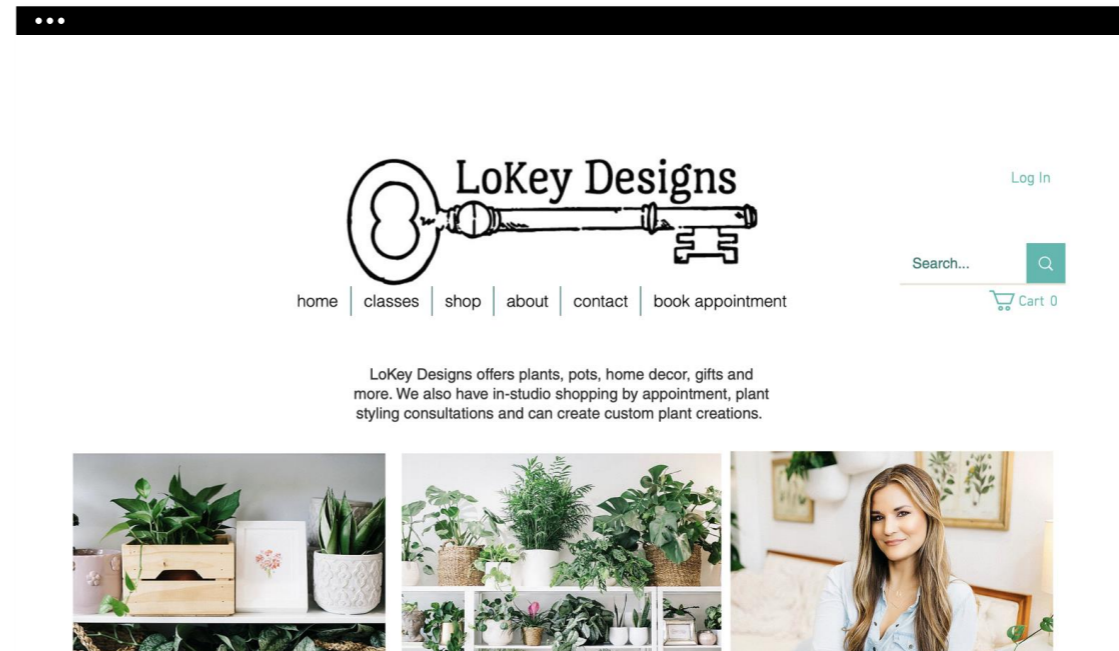 LoKey Designs
Log In
Search...
Cart 0
home
classes
shop
about
contact
book appointment
LoKey Designs offers plants, pots, home decor, gifts and
more. We also have in-studio shopping by appointment, plant
styling consultations and can create custom plant creations.